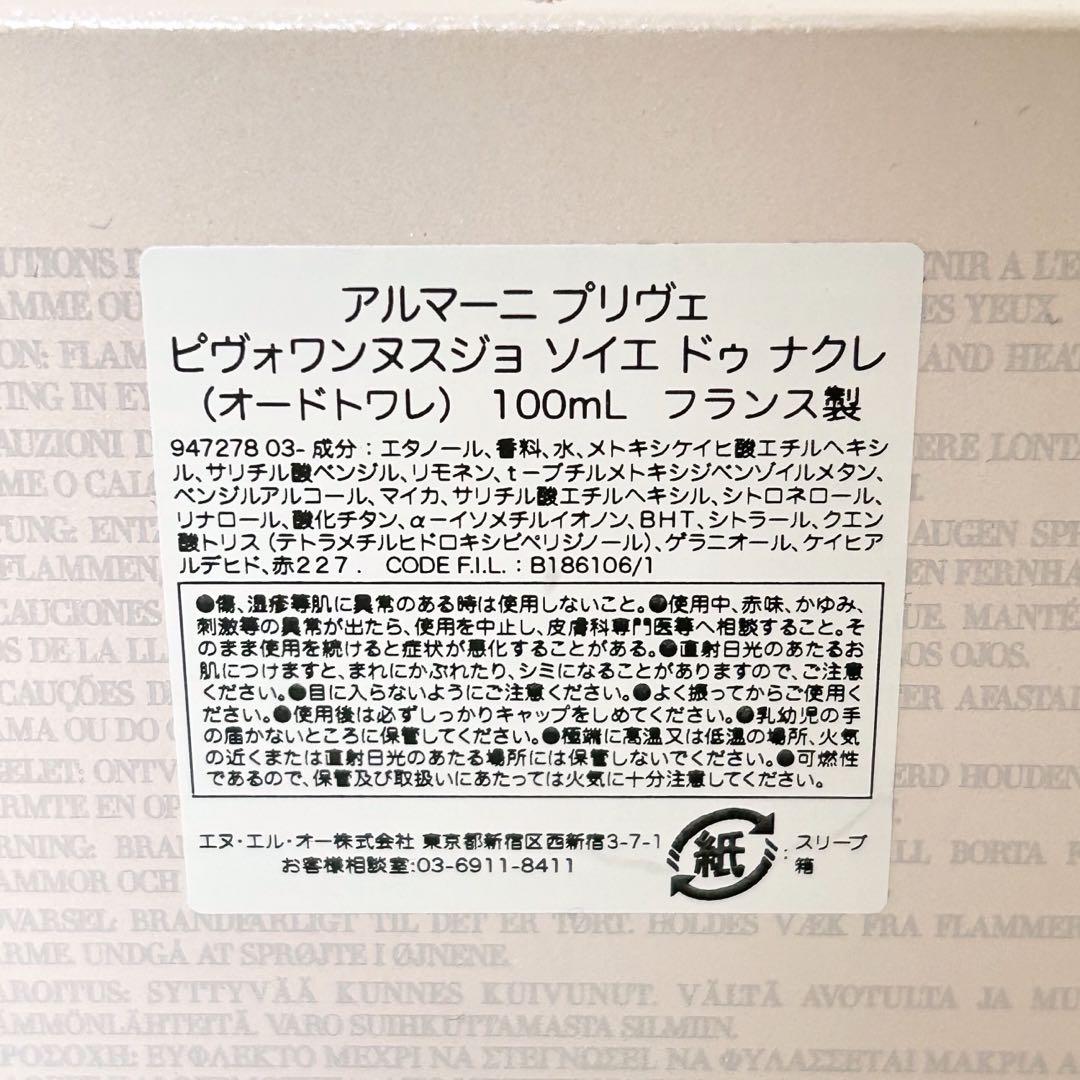 アルマーニ プリヴェ
ピヴォワンヌスジョ ソイエ ドゥ ナクレ
(オードトワレ) 100mL フランス製
947278 03- 成分：エタノール、香料、水、メトキシケイヒ酸エチルヘキシ
ル、サリチル酸ベンジル、リモネン、t－ブチルメトキシジベンゾイルメタン、
ベンジルアルコール、マイカ、サリチル酸エチルヘキシル、シトロネロール、
リナロール、酸化チタン、α－イソメチルイオノン、BHT、シトラール、クエン
酸トリス(テトラメチルヒドロキシピペリジノール)、ゲラニオール、ケイヒア
ルデヒド、赤227． CODE F.I.L. : B186106/1
●傷、湿疹等肌に異常のある時は使用しないこと。●使用中、赤味、かゆみ、
刺激等の異常が出たら、使用を中止し、皮膚科専門医等へ相談すること。そ
のまま使用を続けると症状が悪化することがある。●直射日光のあたるお
肌につけますと、まれにかぶれたり、シミになることがありますので、ご注意
ください。●目に入らないようにご注意ください。●よく振ってからご使用く
ださい。●使用後は必ずしっかりキャップをしめてください。●乳幼児の手
の届かないところに保管してください。●極端に高温又は低温の場所、火気
の近くまたは直射日光のあたる場所には保管しないでください。●可燃性
であるので、保管及び取扱いにあたっては火気に十分注意してください。
エヌ・エル・オー株式会社 東京都新宿区西新宿3-7-1
お客様相談室:03-6911-8411
紙 : スリーブ
箱
VARSEL: BRANDFARLIGT TIL DET ER TØRT. HOLDES VÆK FRA FLAMMER
ARME. UNDGÅ AT SPRØJTE I ØJNENE.
AROITUS: SYTTYVÄÄ KUNNES KUIVUNUT. VÄLTÄ AVOTULTA JA MU
AMMÖNLÄHTEITÄ. VARO SUIHKUTTAMASTA SILMIIN.
ΡΟΣΟΧΗ: ΕΥΦΛΕΚΤΟ ΜΕΧΡΙ ΝΑ ΣΤΕΓΝΩΣΕΙ. ΝΑ ΦΥΛΑΣΣΕΤΑΙ ΜΑΚΡΙΑ Α